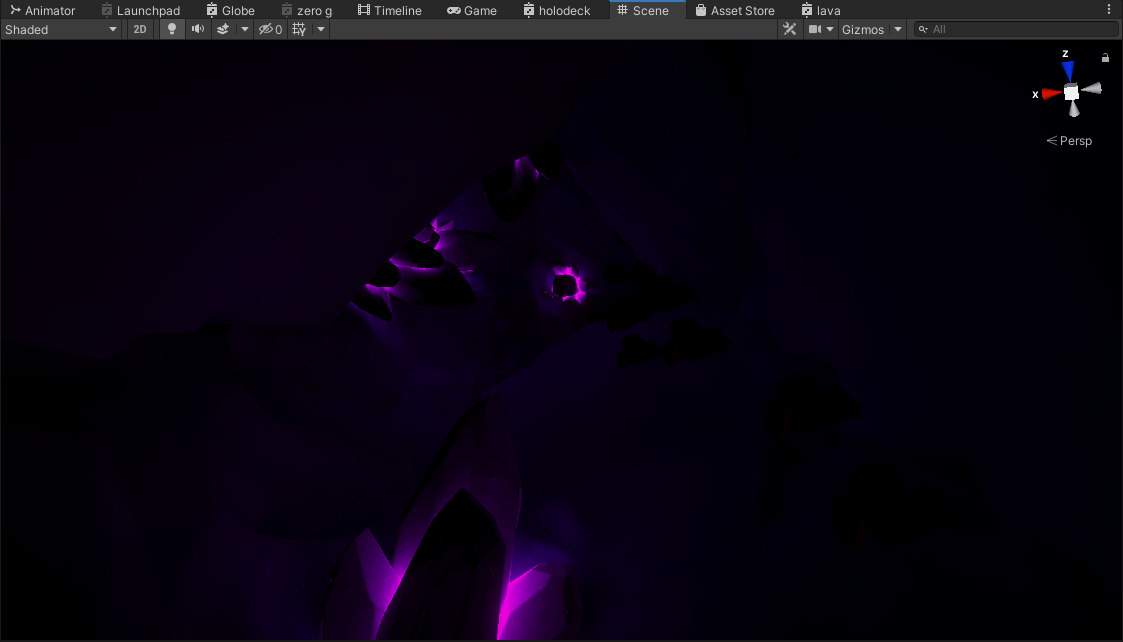 Animator Launchpad Globe zero g Timeline Game holodeck Scene Asset Store lava
Shaded 2D 0 Gizmos All
z
x
Persp